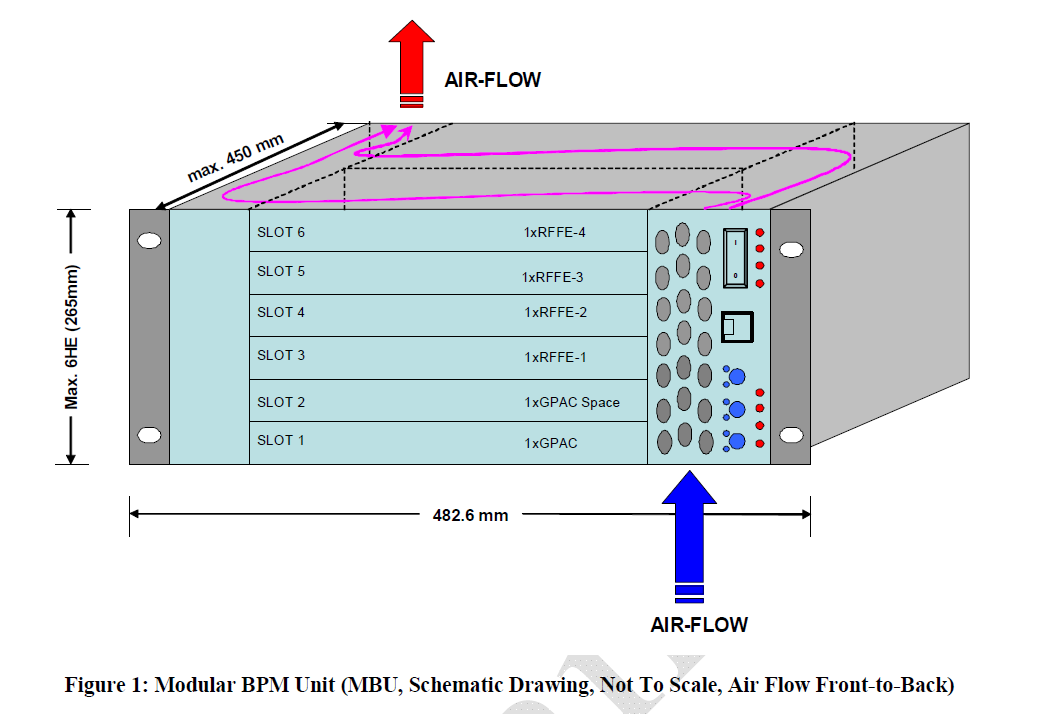 AIR-FLOW
max. 450 mm
Max. 6HE (265mm)
SLOT 6 1xRFFE-4
SLOT 5 1xRFFE-3
SLOT 4 1xRFFE-2
SLOT 3 1xRFFE-1
SLOT 2 1xGPAC Space
SLOT 1 1xGPAC
482.6 mm
AIR-FLOW
Figure 1: Modular BPM Unit (MBU, Schematic Drawing, Not To Scale, Air Flow Front-to-Back)